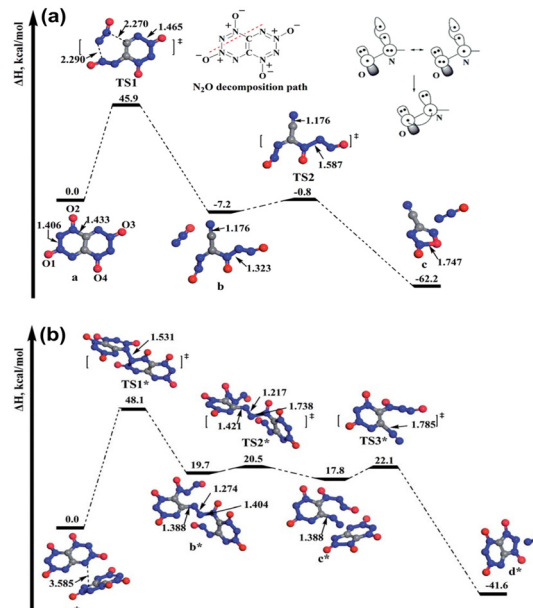 (a)
ΔH, kcal/mol
2.270
1.465
2.290
[ ]‡
TS1
O−
N
+
C
N2O decomposition path
O
N
45.9
1.176
[ ]‡
TS2
1.587
0.0
O2
1.433
1.406
O3
O1
O4
a
-7.2
1.176
1.323
b
-0.8
c
1.747
-62.2
(b)
ΔH, kcal/mol
1.531
[ ]‡
TS1*
48.1
1.217
1.738
TS2*
[ ]‡
1.421
TS3*
[ ]‡
1.785
19.7
20.5
17.8
22.1
1.274
1.404
1.388
b*
1.388
c*
0.0
3.585
d*
-41.6